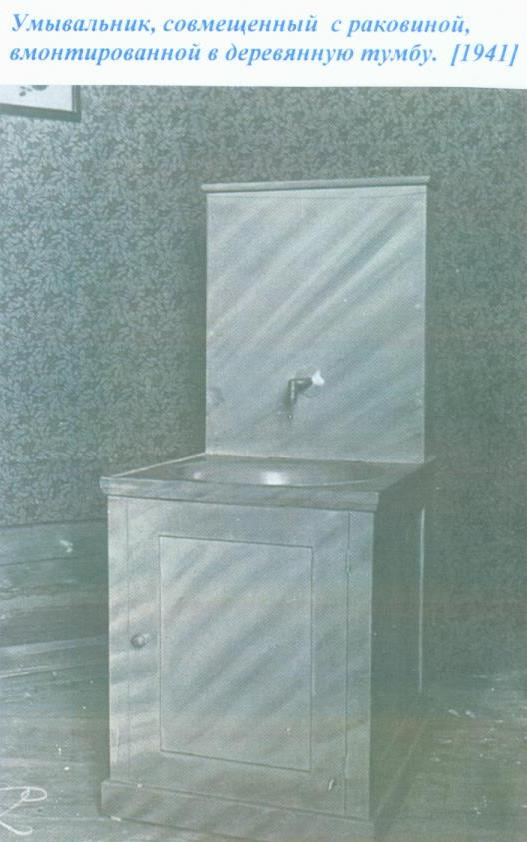 Умывальник, совмещенный с раковиной,
вмонтированной в деревянную тумбу. [1941]